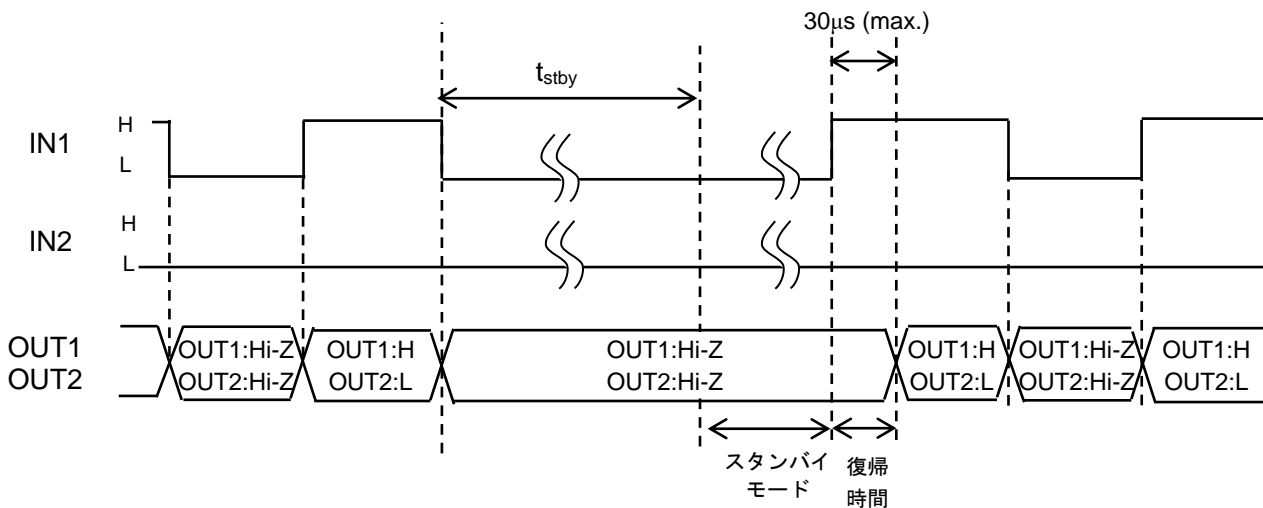 30μs (max.)
tstby
IN1
H
L
IN2
H
L
OUT1
OUT2
OUT1:Hi-Z
OUT2:Hi-Z
OUT1:H
OUT2:L
OUT1:Hi-Z
OUT2:Hi-Z
OUT1:H
OUT2:L
OUT1:Hi-Z
OUT2:Hi-Z
OUT1:H
OUT2:L
スタンバイ
モード
復帰
時間